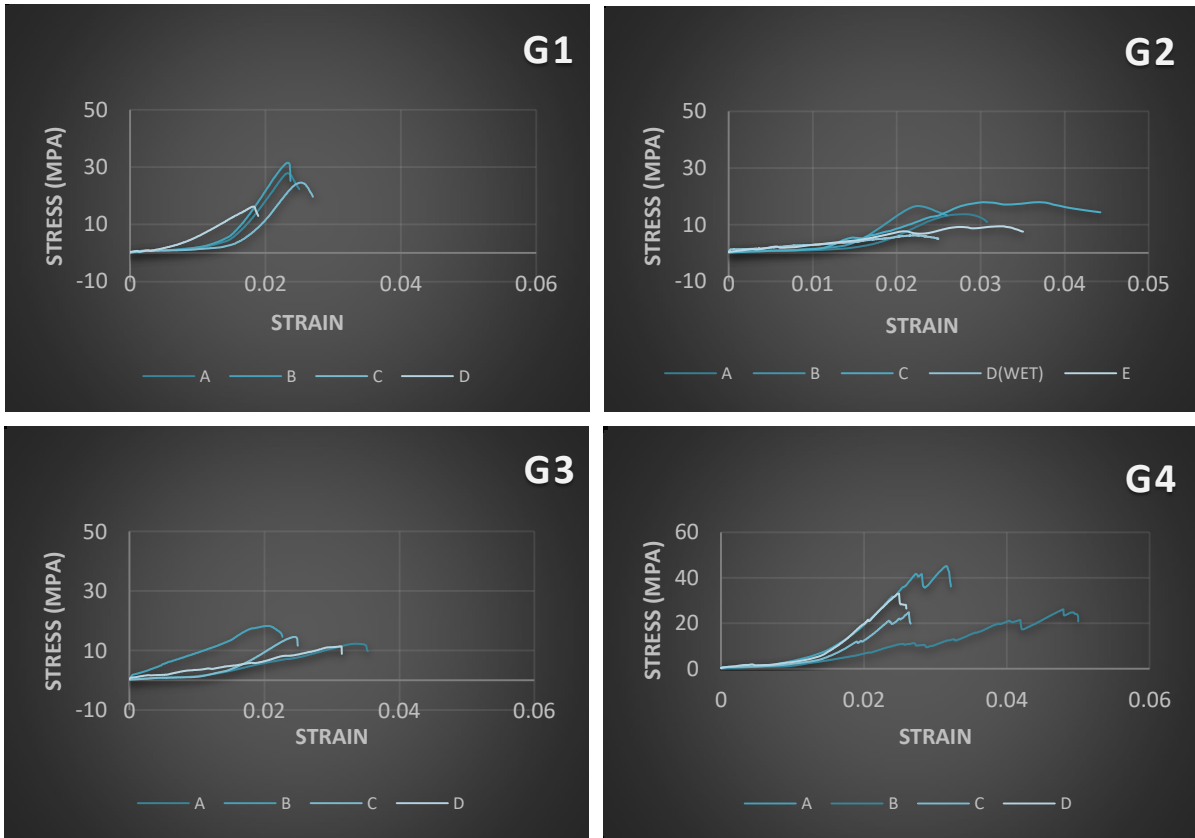 G1
50
30
10
-10
STRESS (MPA)
0
0.02
0.04
0.06
STRAIN
A
B
C
D
G2
50
30
10
-10
STRESS (MPA)
0
0.01
0.02
0.03
0.04
0.05
STRAIN
A
B
C
D(WET)
E
G3
50
30
10
-10
STRESS (MPA)
0
0.02
0.04
0.06
STRAIN
A
B
C
D
G4
60
40
20
0
STRESS (MPA)
0
0.02
0.04
0.06
STRAIN
A
B
C
D